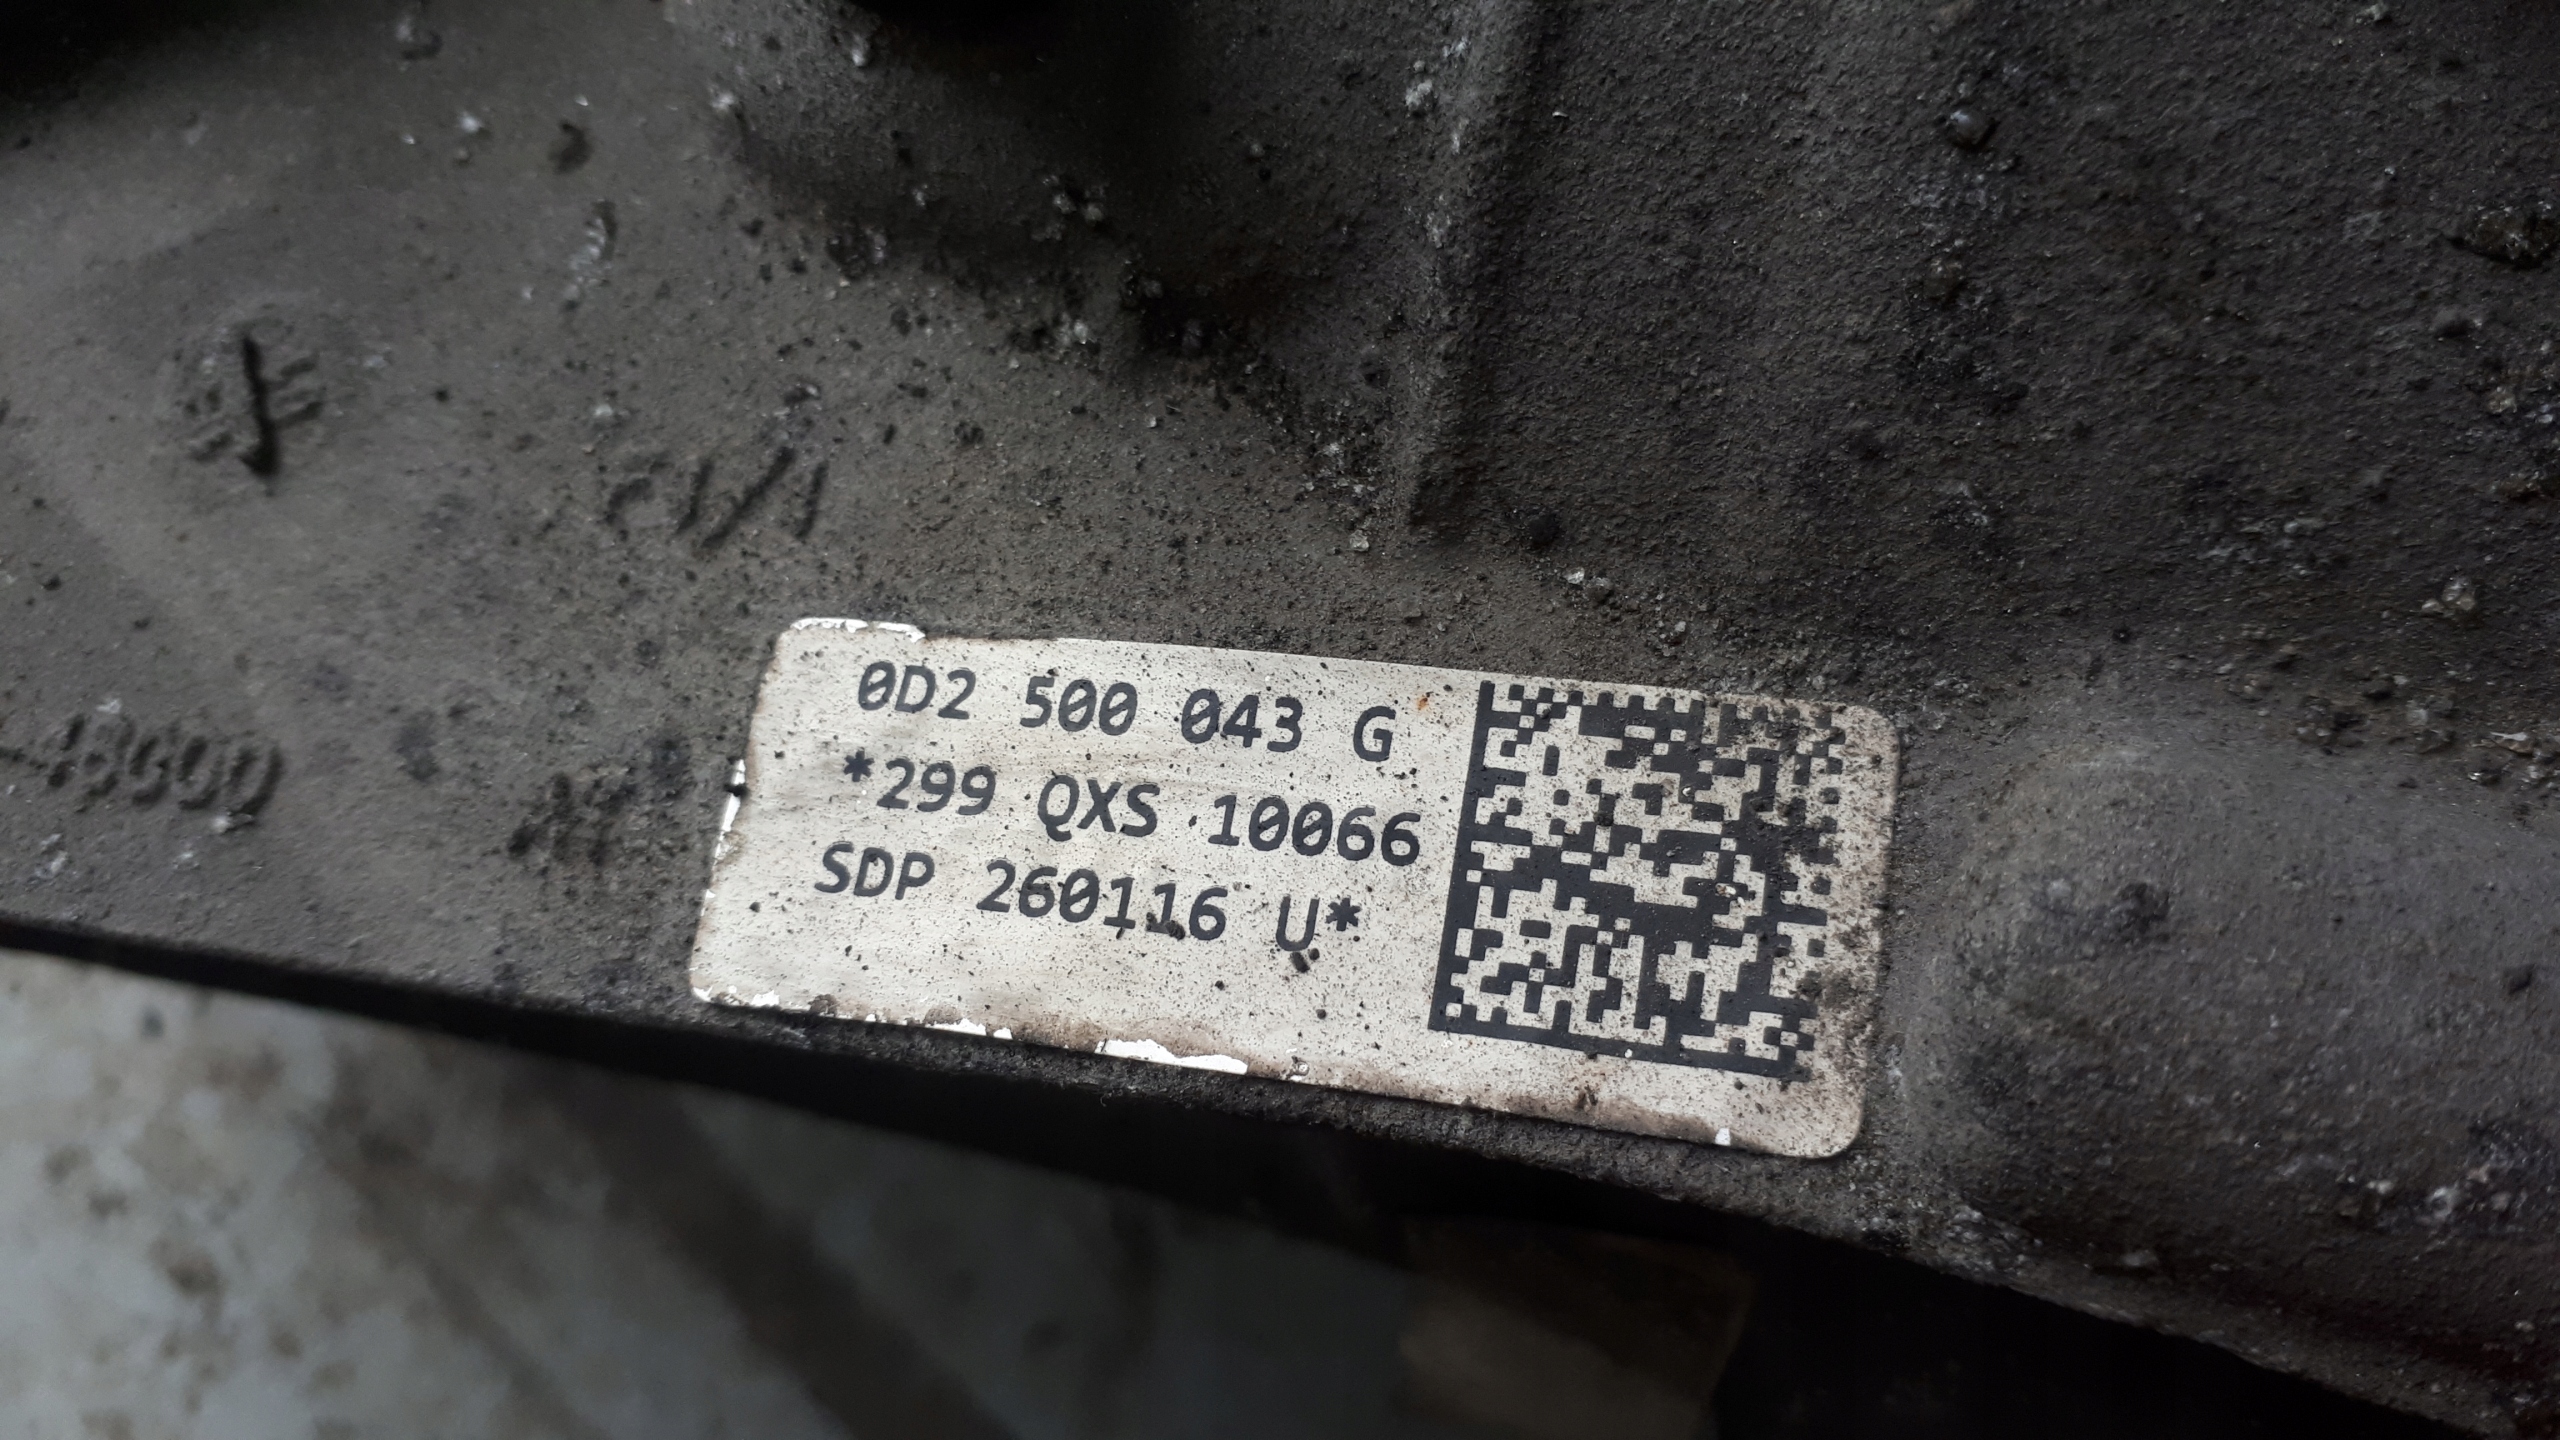 0D2 500 043 G
*299 QXS 10066
SDP 260116 U*